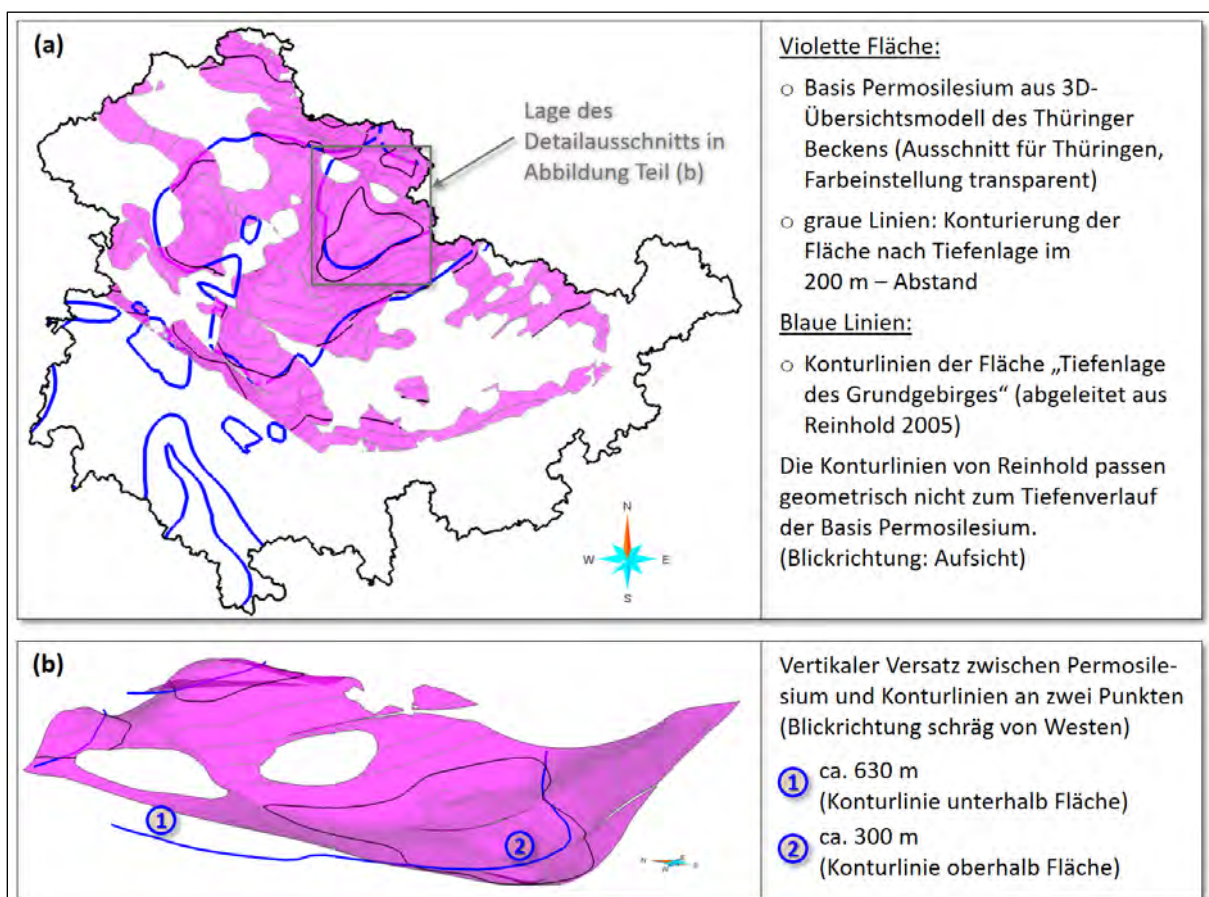 (a)
Lage des
Detailausschnitts in
Abbildung Teil (b)
N
W
E
S
Violette Fläche:
○ Basis Permosilesium aus 3D-
Übersichtsmodell des Thüringer
Beckens (Ausschnitt für Thüringen,
Farbeinstellung transparent)
○ graue Linien: Konturierung der
Fläche nach Tiefenlage im
200 m – Abstand
Blaue Linien:
○ Konturlinien der Fläche „Tiefenlage
des Grundgebirges“ (abgeleitet aus
Reinhold 2005)
Die Konturlinien von Reinhold passen
geometrisch nicht zum Tiefenverlauf
der Basis Permosilesium.
(Blickrichtung: Aufsicht)
(b)
1
2
N
E
S
Vertikaler Versatz zwischen Permosile-
sium und Konturlinien an zwei Punkten
(Blickrichtung schräg von Westen)
1 ca. 630 m
(Konturlinie unterhalb Fläche)
2 ca. 300 m
(Konturlinie oberhalb Fläche)